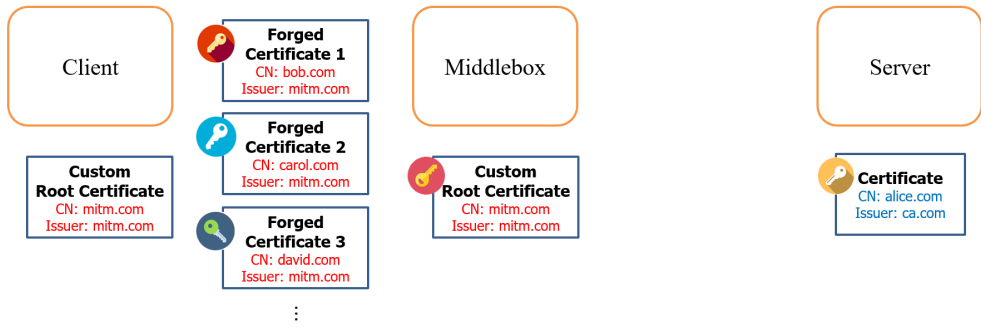 Client
Forged
Certificate 1
CN: bob.com
Issuer: mitm.com
Middlebox
Server
Forged
Certificate 2
CN: carol.com
Issuer: mitm.com
Custom
Root Certificate
CN: mitm.com
Issuer: mitm.com
Custom
Root Certificate
CN: mitm.com
Issuer: mitm.com
Certificate
CN: alice.com
Issuer: ca.com
Forged
Certificate 3
CN: david.com
Issuer: mitm.com
⋮